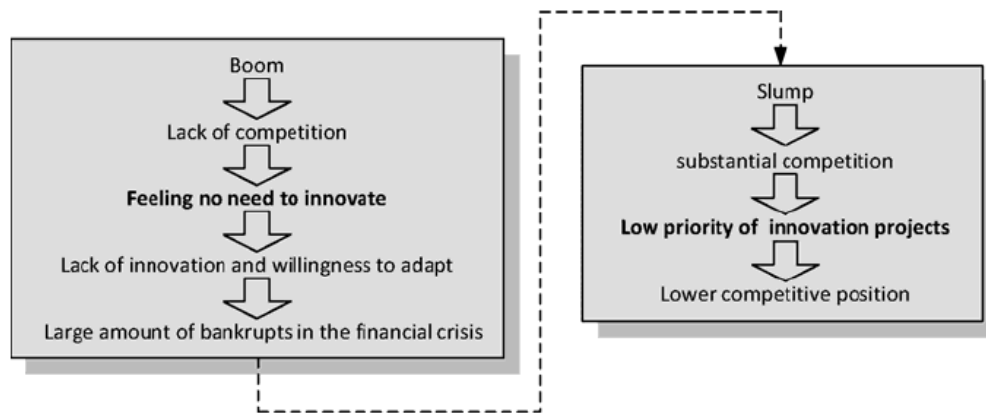 Boom
Lack of competition
Feeling no need to innovate
Lack of innovation and willingness to adapt
Large amount of bankrupts in the financial crisis
Slump
substantial competition
Low priority of innovation projects
Lower competitive position